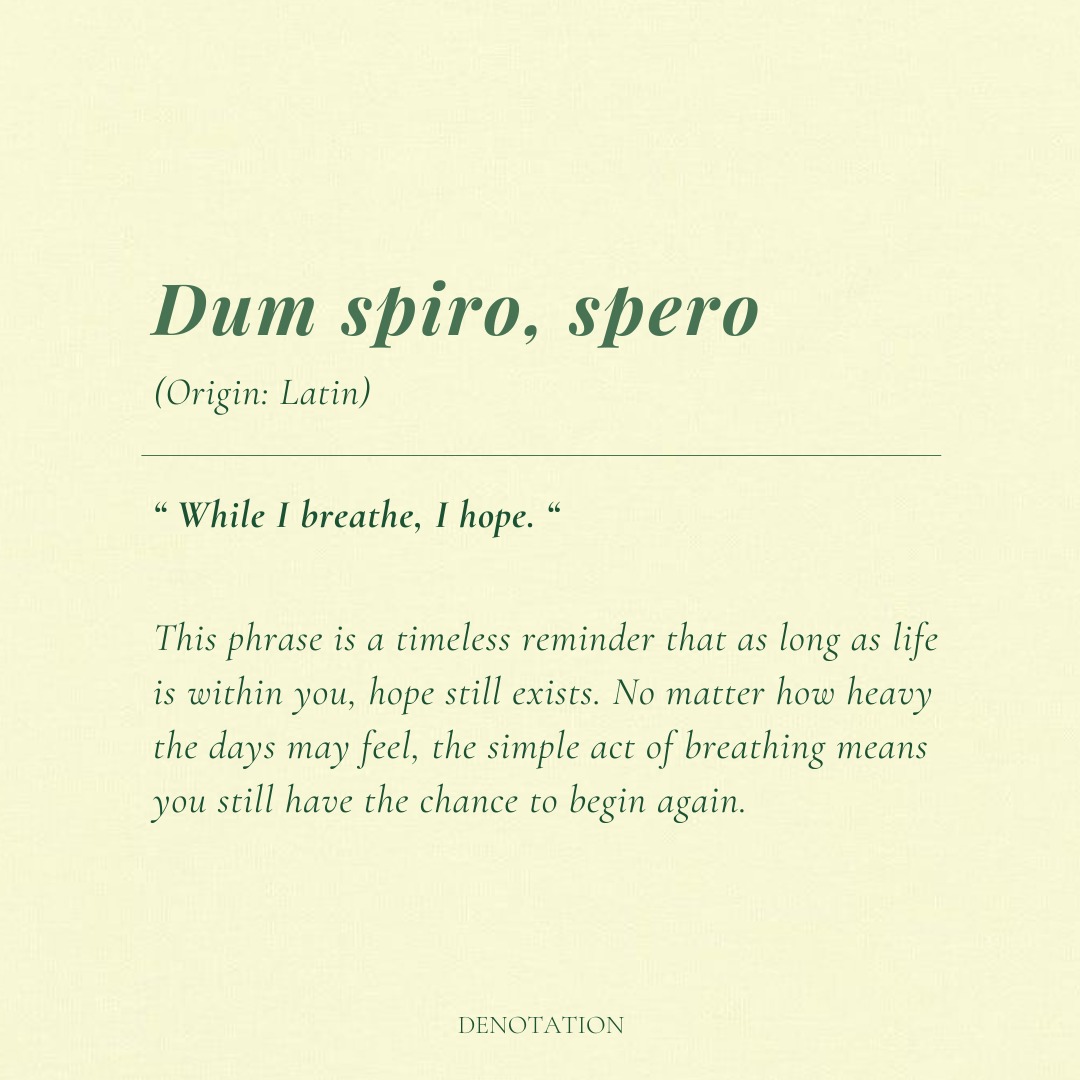 Dum spiro, spero
(Origin: Latin)
“ While I breathe, I hope. “
This phrase is a timeless reminder that as long as life
is within you, hope still exists. No matter how heavy
the days may feel, the simple act of breathing means
you still have the chance to begin again.
DENOTATION